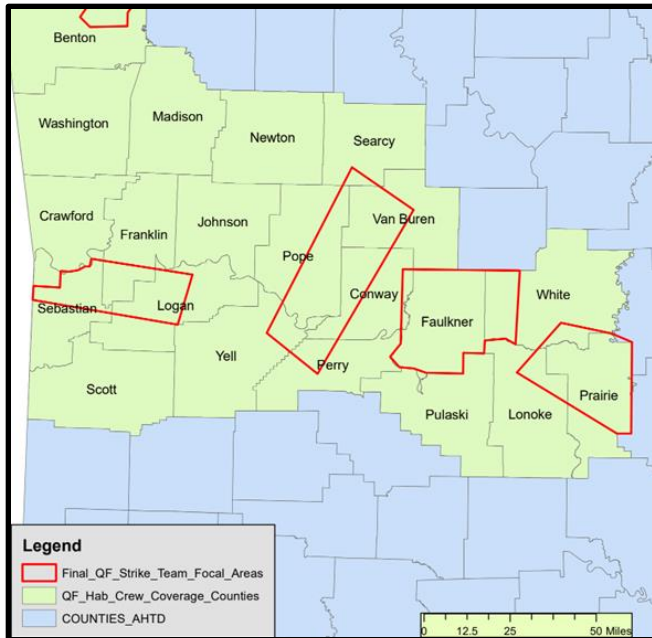 Benton
Washington
Madison
Newton
Searcy
Crawford
Franklin
Johnson
Pope
Van Buren
Sebastian
Logan
Conway
Faulkner
White
Scott
Yell
Perry
Pulaski
Lonoke
Prairie
Legend
Final_QF_Strike_Team_Focal_Areas
QF_Hab_Crew_Coverage_Counties
COUNTIES_AHTD
0 12.5 25 50 Miles